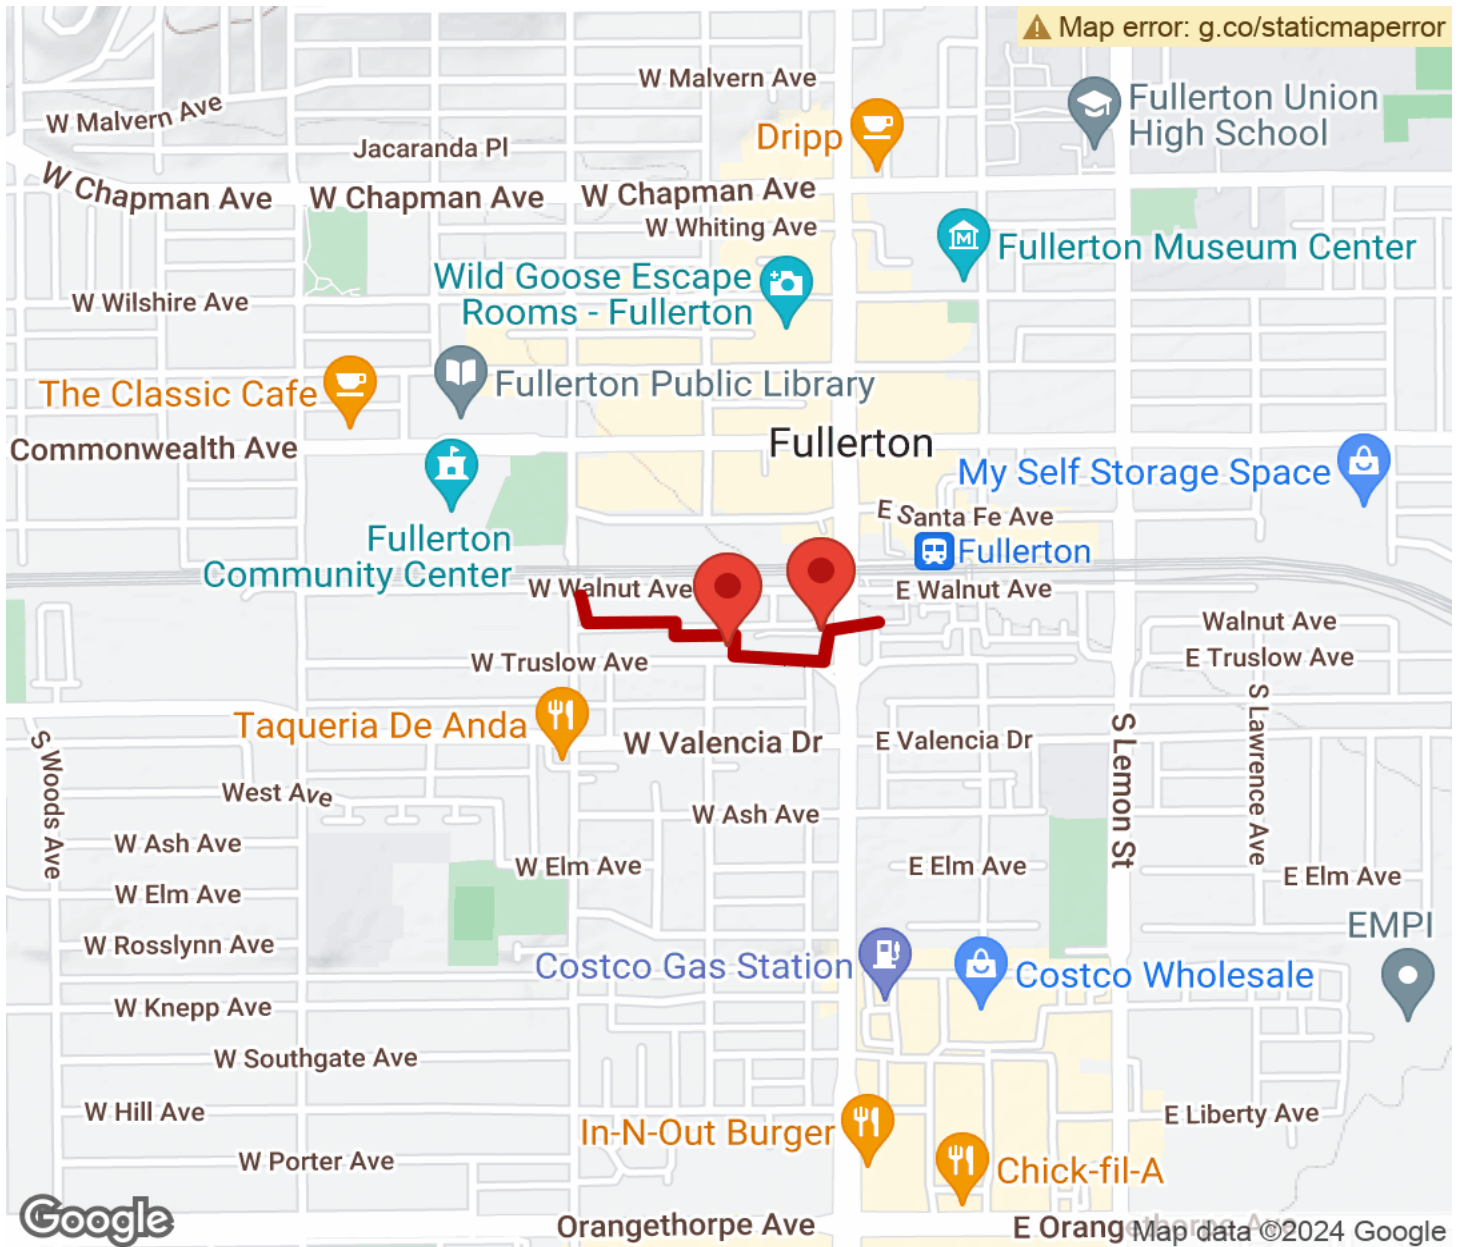 Map error: g.co/staticmaperror
W Malvern Ave
W Malvern Ave
Fullerton Union
High School
Dripp
Jacaranda Pl
W Chapman Ave
W Chapman Ave
W Chapman Ave
W Whiting Ave
Fullerton Museum Center
Wild Goose Escape
Rooms - Fullerton
W Wilshire Ave
The Classic Cafe
Fullerton Public Library
Commonwealth Ave
Fullerton
My Self Storage Space
E Santa Fe Ave
Fullerton
Community Center
Fullerton
W Walnut Ave
E Walnut Ave
Walnut Ave
W Truslow Ave
E Truslow Ave
Taqueria De Anda
W Valencia Dr
E Valencia Dr
S Woods Ave
S Lemon St
S Lawrence Ave
West Ave
W Ash Ave
W Ash Ave
W Elm Ave
E Elm Ave
E Elm Ave
W Elm Ave
EMPI
W Rosslynn Ave
Costco Gas Station
Costco Wholesale
W Knepp Ave
W Southgate Ave
W Hill Ave
E Liberty Ave
In-N-Out Burger
W Porter Ave
Chick-fil-A
Google
Orangethorpe Ave
E Orangethorpe Ave
Map data ©2024 Google